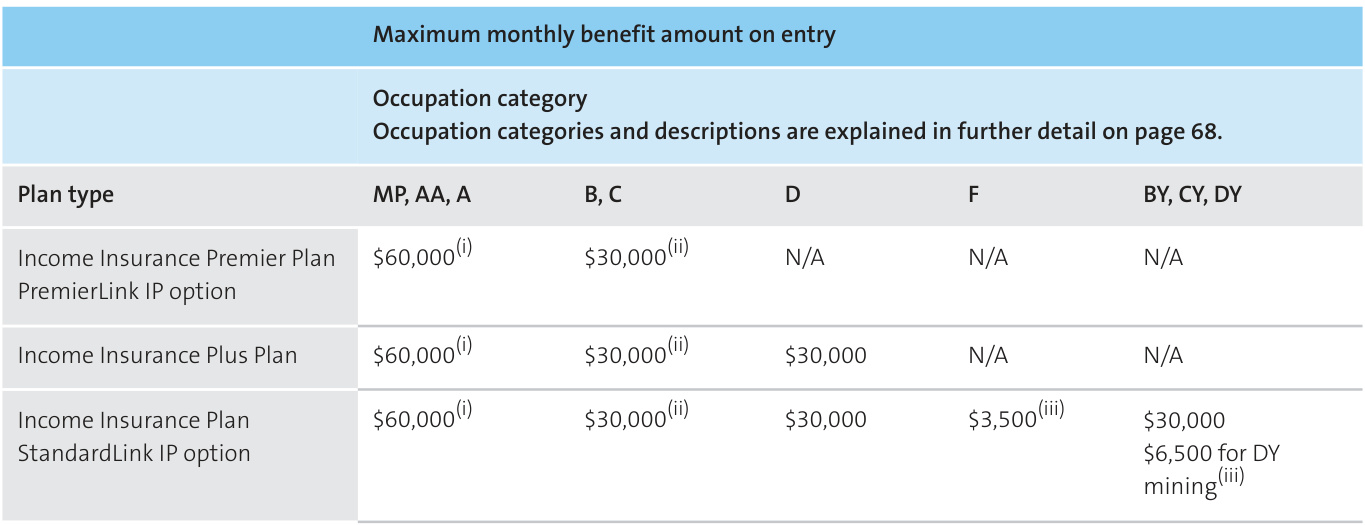 Maximum monthly benefit amount on entry
Occupation category
Occupation categories and descriptions are explained in further detail on page 68.
Plan type MP, AA, A B, C D F BY, CY, DY
Income Insurance Premier Plan $60,000(i) $30,000(ii) N/A N/A N/A
PremierLink IP option
Income Insurance Plus Plan $60,000(i) $30,000(ii) $30,000 N/A N/A
Income Insurance Plan $60,000(i) $30,000(ii) $30,000 $3,500(iii) $30,000
StandardLink IP option $6,500 for DY
mining(iii)